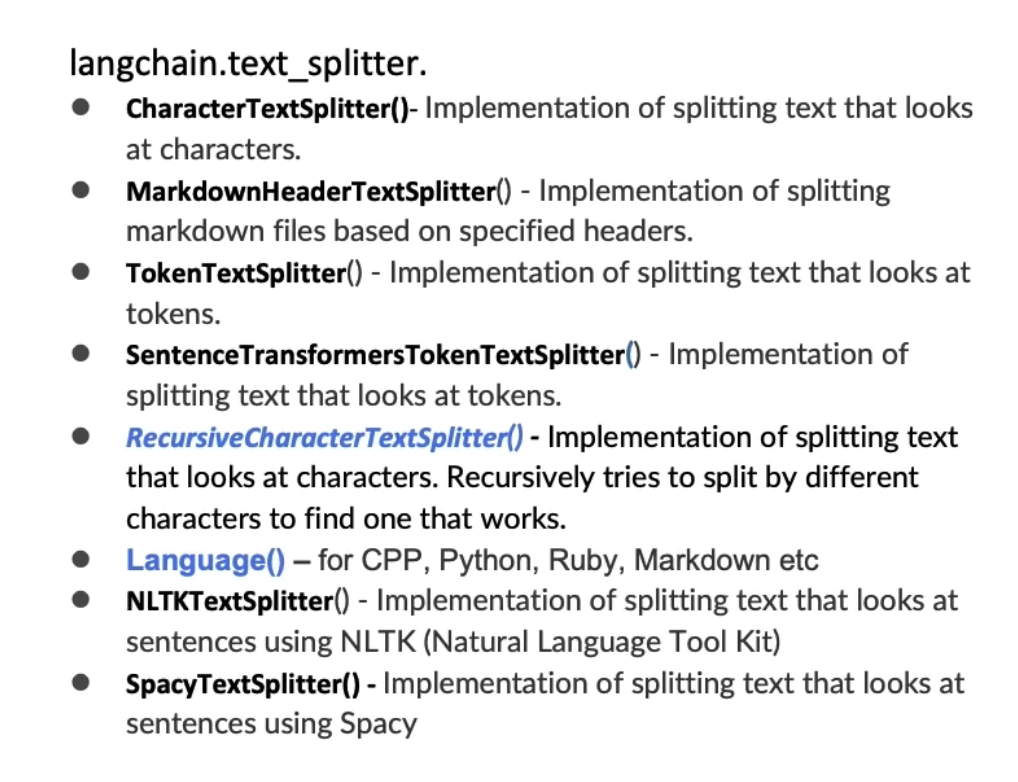 langchain.text_splitter.
● CharacterTextSplitter()- Implementation of splitting text that looks
at characters.
● MarkdownHeaderTextSplitter() - Implementation of splitting
markdown files based on specified headers.
● TokenTextSplitter() - Implementation of splitting text that looks at
tokens.
● SentenceTransformersTokenTextSplitter() - Implementation of
splitting text that looks at tokens.
● RecursiveCharacterTextSplitter() - Implementation of splitting text
that looks at characters. Recursively tries to split by different
characters to find one that works.
● Language() – for CPP, Python, Ruby, Markdown etc
● NLTKTextSplitter() - Implementation of splitting text that looks at
sentences using NLTK (Natural Language Tool Kit)
● SpacyTextSplitter() - Implementation of splitting text that looks at
sentences using Spacy